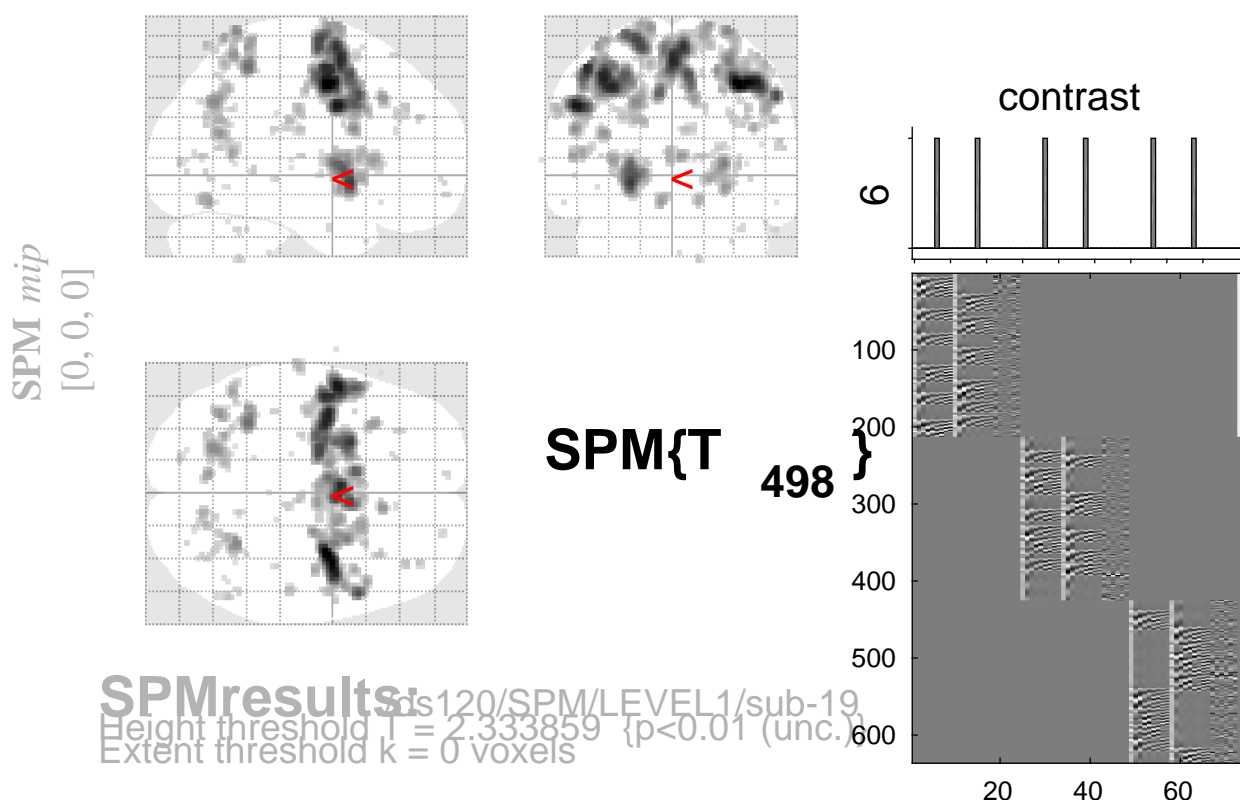 SPM mip
[0, 0, 0]
<
<
<
SPM{T
498
}
contrast
6
100
200
300
400
500
600
20
40
60
SPMresults:
/ds120/SPM/LEVEL1/sub-19
Height threshold T = 2.333859 {p<0.01 (unc.)}
Extent threshold k = 0 voxels